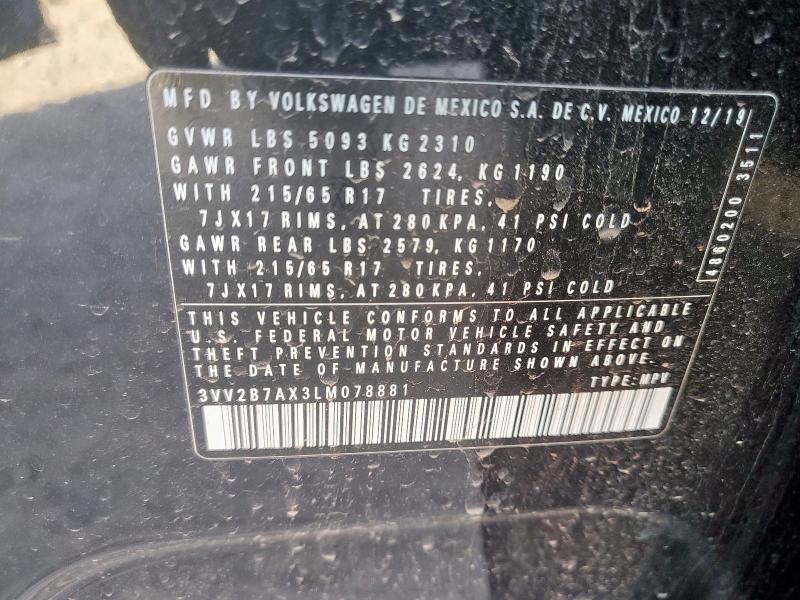 MFD BY VOLKSWAGEN DE MEXICO S.A. DE C.V. MEXICO 12/19
GVWR LBS 5093 KG 2310
GAWR FRONT LBS 2624, KG 1190
WITH 215/65 R17 TIRES,
7JX17 RIMS, AT 280 KPA, 41 PSI COLD
GAWR REAR LBS 2579, KG 1170
WITH 215/65 R17 TIRES,
7JX17 RIMS, AT 280 KPA, 41 PSI COLD
4860200 3511
THIS VEHICLE CONFORMS TO ALL APPLICABLE
U.S. FEDERAL MOTOR VEHICLE SAFETY AND
THEFT PREVENTION STANDARDS IN EFFECT ON
THE DATE OF MANUFACTURE SHOWN ABOVE.
3VV2B7AX3LM078881 TYPE: MPV